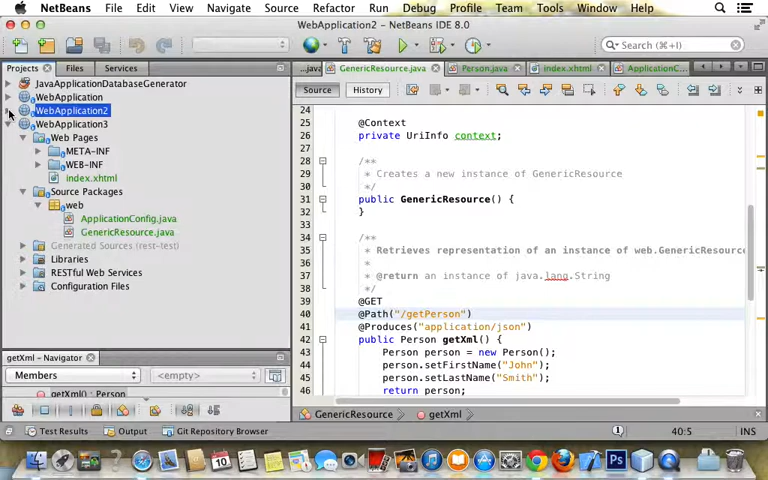 NetBeans File Edit View Navigate Source Refactor Run Debug Profile Team Tools Window Help
WebApplication2 - NetBeans IDE 8.0
Search (⌘+I)
Projects Files Services
...java GenericResource.java Person.java index.xhtml ApplicationC...
Source History
JavaApplicationDatabaseGenerator
WebApplication
WebApplication2
WebApplication3
Web Pages
META-INF
WEB-INF
index.xhtml
Source Packages
web
ApplicationConfig.java
GenericResource.java
Generated Sources (rest-test)
Libraries
RESTful Web Services
Configuration Files
getXml - Navigator
Members <empty>
getXml() : Person
24
25 @Context
26 private UriInfo context;
27
28 /**
29 * Creates a new instance of GenericResource
30 */
31 public GenericResource() {
32 }
33
34 /**
35 * Retrieves representation of an instance of web.GenericResource
36 *
37 * @return an instance of java.lang.String
38 */
39 @GET
40 @Path("/getPerson")
41 @Produces("application/json")
42 public Person getXml() {
43 Person person = new Person();
44 person.setFirstName("John");
45 person.setLastName("Smith");
46 return person;
GenericResource getXml
Test Results Output Git Repository Browser
40:5 INS